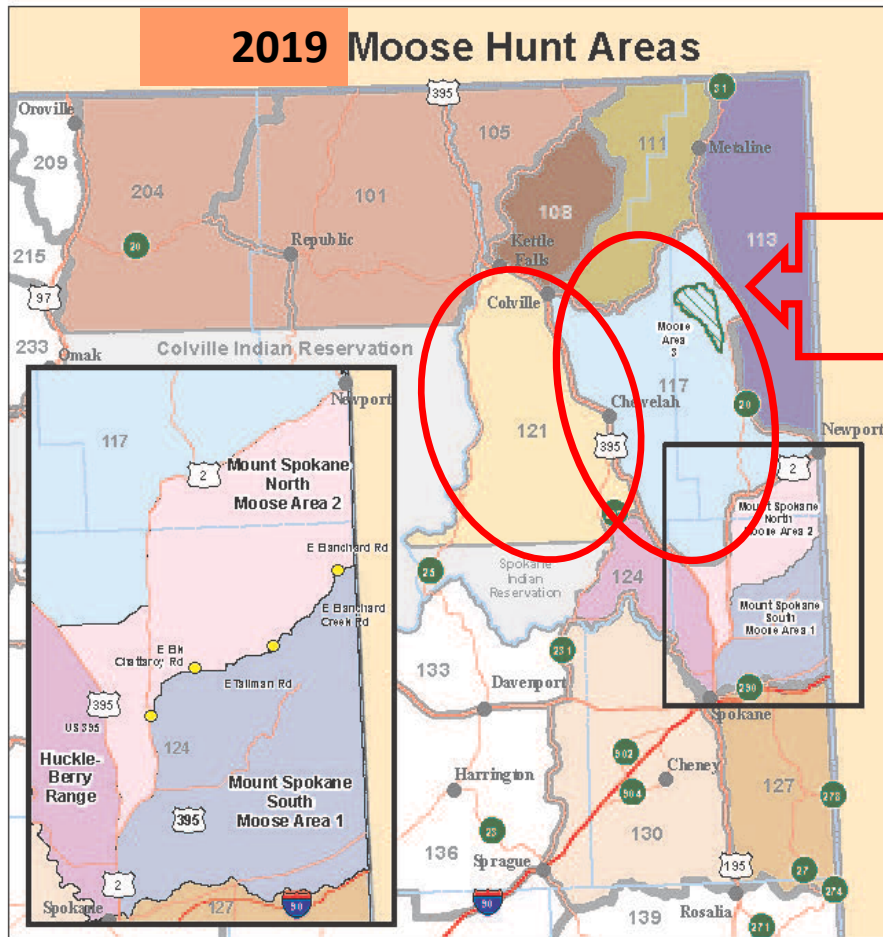 2019 Moose Hunt Areas
395
31
Oroville
209
204
105
111
Metaline
101
108
113
20
Republic
Kettle
Falls
215
97
Colville
Moose
Area
3
233
Omak
Colville Indian Reservation
117
20
121
Chewelah
395
Newport
2
Mount Spokane
North
Moose Area 2
Spokane
Indian
Reservation
25
124
Mount Spokane
South
Moose Area 1
231
133
Davenport
290
Spokane
902
Cheney
904
Harrington
127
278
23
130
136
Sprague
195
27
274
90
139
Rosalia
271
Newport
117
2
Mount Spokane
North
Moose Area 2
E Blanchard Rd
E Blanchard
Creek Rd
E Elk
Chattaroy Rd
E Tallman Rd
395
US 395
124
Huckle-
Berry
Range
Mount Spokane
South
Moose Area 1
395
2
Spokane
127
90